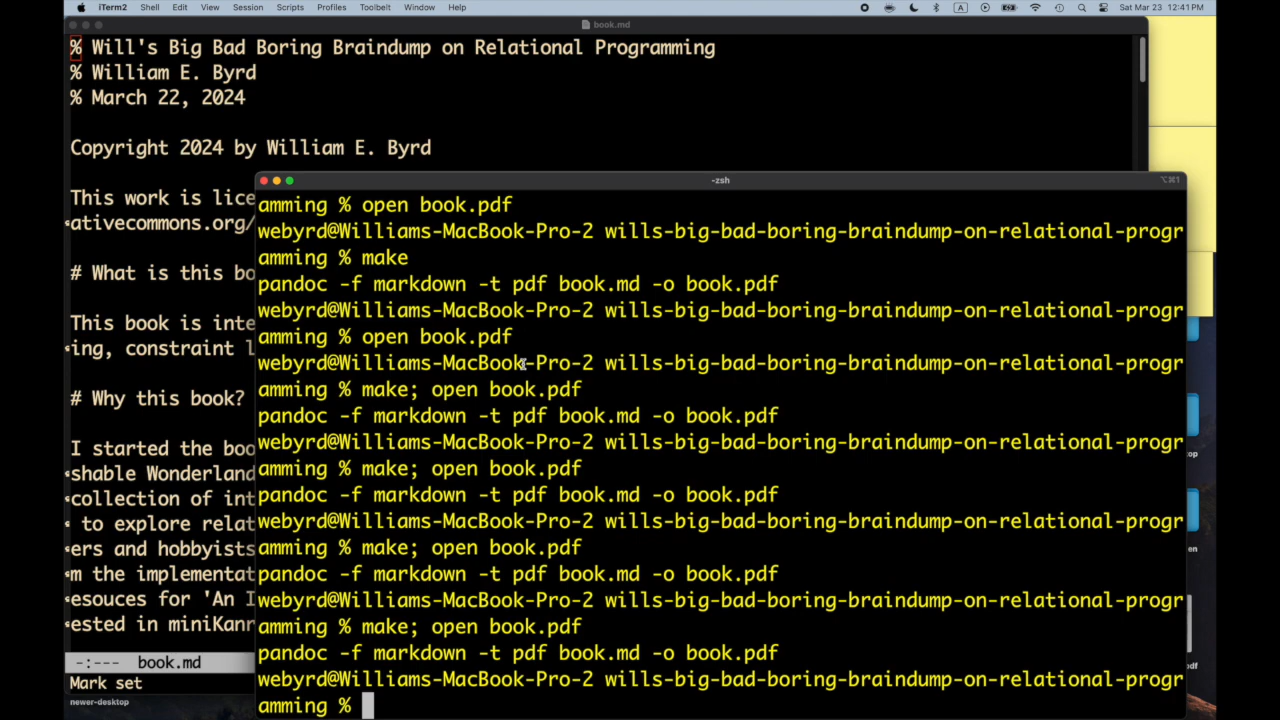 iTerm2 Shell Edit View Session Scripts Profiles Toolbelt Window Help
A
Sat Mar 23 12:41 PM
book.md
% Will's Big Bad Boring Braindump on Relational Programming
% William E. Byrd
% March 22, 2024
Copyright 2024 by William E. Byrd
This work is lice
ativecommons.org/
# What is this bo
This book is inte
ing, constraint l
# Why this book?
I started the boo
shable Wonderland
collection of int
to explore relat
ers and hobbyists
m the implementat
esouces for 'An I
ested in miniKanr
-:--- book.md
Mark set
newer-desktop
-zsh
⌥⌘1
amming % open book.pdf
webyrd@Williams-MacBook-Pro-2 wills-big-bad-boring-braindump-on-relational-progr
amming % make
pandoc -f markdown -t pdf book.md -o book.pdf
webyrd@Williams-MacBook-Pro-2 wills-big-bad-boring-braindump-on-relational-progr
amming % open book.pdf
webyrd@Williams-MacBook-Pro-2 wills-big-bad-boring-braindump-on-relational-progr
amming % make; open book.pdf
pandoc -f markdown -t pdf book.md -o book.pdf
webyrd@Williams-MacBook-Pro-2 wills-big-bad-boring-braindump-on-relational-progr
amming % make; open book.pdf
pandoc -f markdown -t pdf book.md -o book.pdf
webyrd@Williams-MacBook-Pro-2 wills-big-bad-boring-braindump-on-relational-progr
amming % make; open book.pdf
pandoc -f markdown -t pdf book.md -o book.pdf
webyrd@Williams-MacBook-Pro-2 wills-big-bad-boring-braindump-on-relational-progr
amming % make; open book.pdf
pandoc -f markdown -t pdf book.md -o book.pdf
webyrd@Williams-MacBook-Pro-2 wills-big-bad-boring-braindump-on-relational-progr
amming %
op
en
pdf